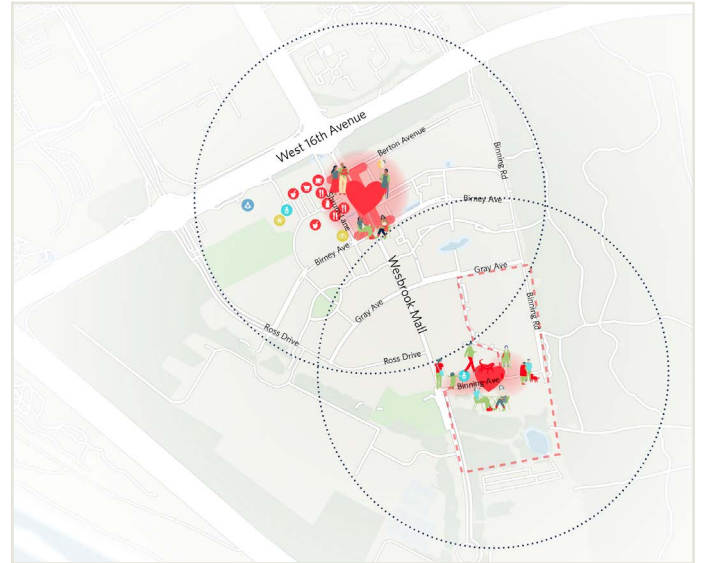 West 16th Avenue
Berton Avenue
Binning Rd
Birney Ave
Birney Ave
Wesbrook Mall
Gray Ave
Gray Ave
Binning Rd
Ross Drive
Ross Drive
Binning Ave